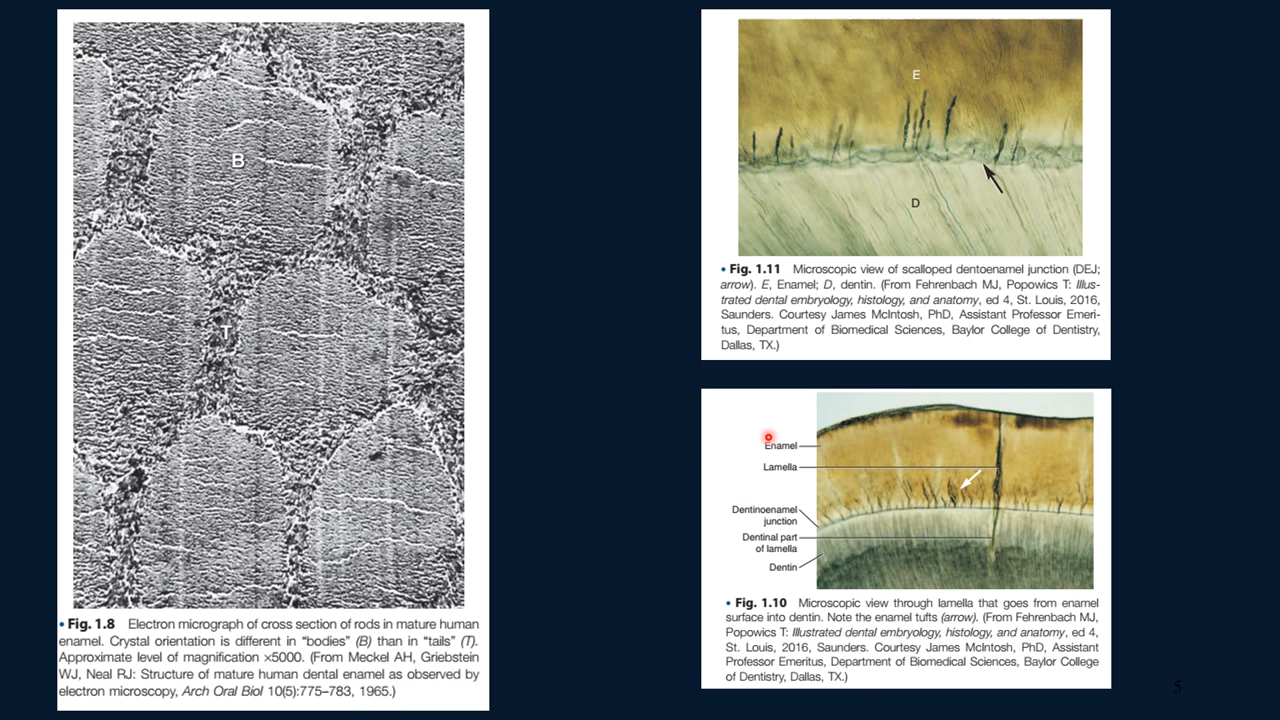 B
T
• Fig. 1.8 Electron micrograph of cross section of rods in mature human
enamel. Crystal orientation is different in “bodies” (B) than in “tails” (T).
Approximate level of magnification ×5000. (From Meckel AH, Griebstein
WJ, Neal RJ: Structure of mature human dental enamel as observed by
electron microscopy, Arch Oral Biol 10(5):775–783, 1965.)
E
D
• Fig. 1.11 Microscopic view of scalloped dentoenamel junction (DEJ;
arrow). E, Enamel; D, dentin. (From Fehrenbach MJ, Popowics T: Illus-
trated dental embryology, histology, and anatomy, ed 4, St. Louis, 2016,
Saunders. Courtesy James McIntosh, PhD, Assistant Professor Emeri-
tus, Department of Biomedical Sciences, Baylor College of Dentistry,
Dallas, TX.)
Enamel
Lamella
Dentinoenamel
junction
Dentinal part
of lamella
Dentin
• Fig. 1.10 Microscopic view through lamella that goes from enamel
surface into dentin. Note the enamel tufts (arrow). (From Fehrenbach MJ,
Popowics T: Illustrated dental embryology, histology, and anatomy, ed 4,
St. Louis, 2016, Saunders. Courtesy James McIntosh, PhD, Assistant
Professor Emeritus, Department of Biomedical Sciences, Baylor College
of Dentistry, Dallas, TX.)
5